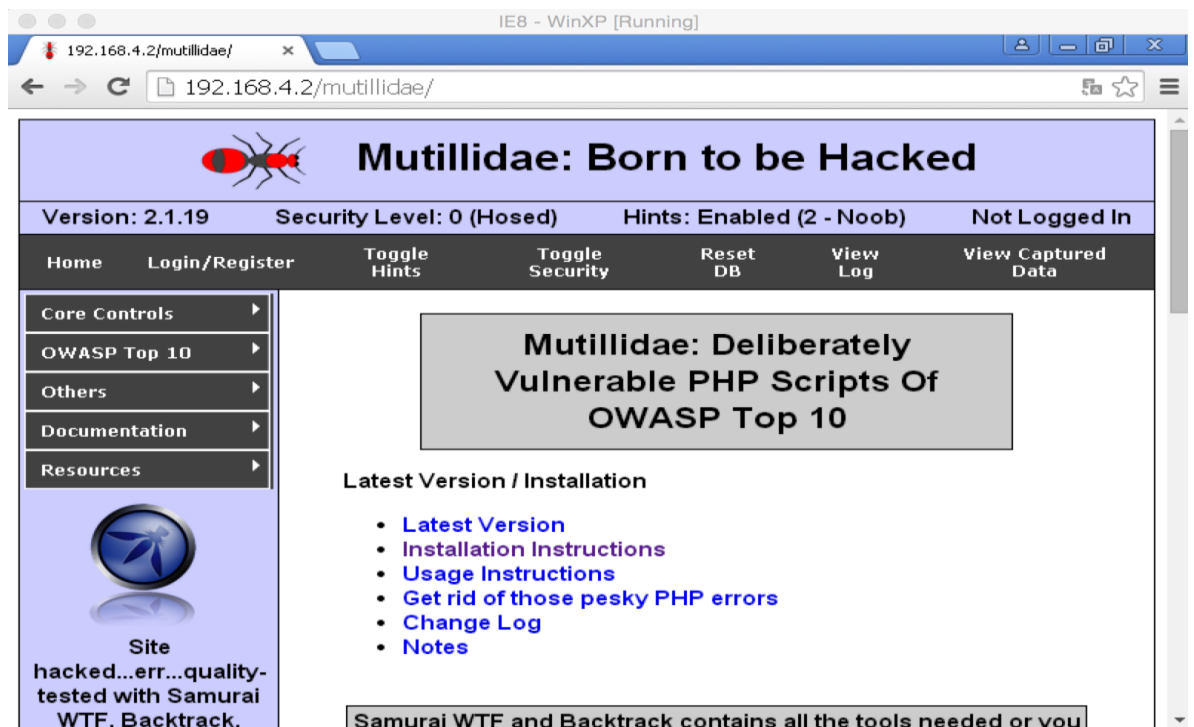 IE8 - WinXP [Running]
192.168.4.2/mutillidae/
192.168.4.2/mutillidae/
Mutillidae: Born to be Hacked
Version: 2.1.19 Security Level: 0 (Hosed) Hints: Enabled (2 - Noob) Not Logged In
Home Login/Register Toggle Hints Toggle Security Reset DB View Log View Captured Data
Core Controls
OWASP Top 10
Others
Documentation
Resources
Site
hacked...err...quality-
tested with Samurai
WTF, Backtrack,
Mutillidae: Deliberately
Vulnerable PHP Scripts Of
OWASP Top 10
Latest Version / Installation
• Latest Version
• Installation Instructions
• Usage Instructions
• Get rid of those pesky PHP errors
• Change Log
• Notes
Samurai WTF and Backtrack contains all the tools needed or you